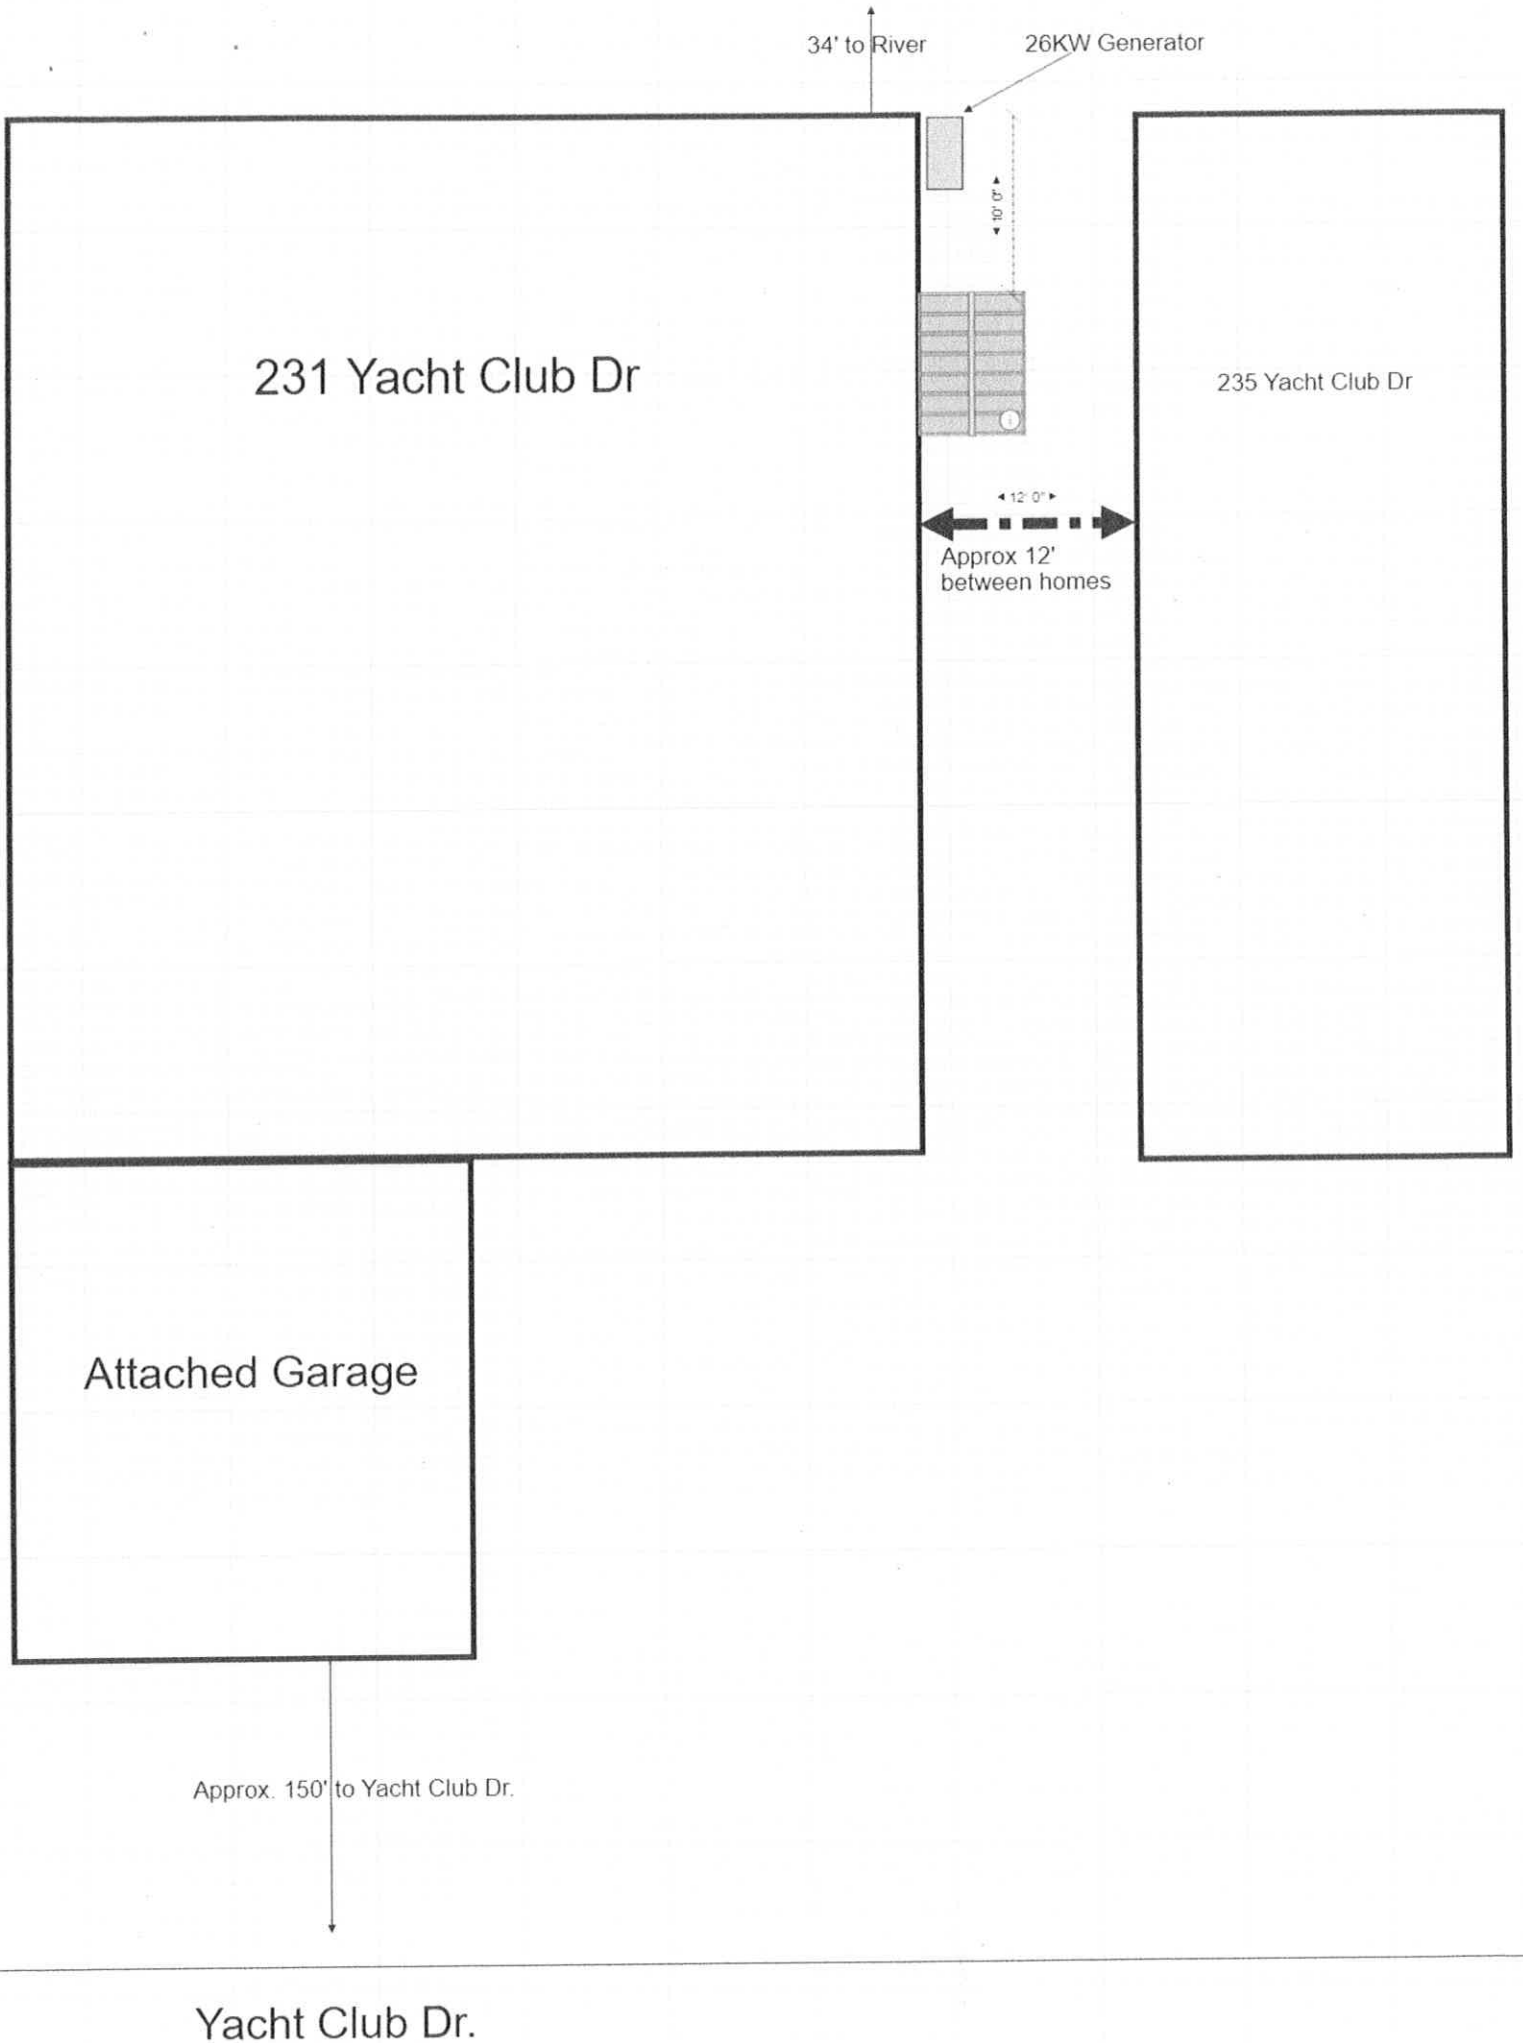 34' to River
26KW Generator
10' 0"
231 Yacht Club Dr
235 Yacht Club Dr
12' 0"
Approx 12'
between homes
Attached Garage
Approx. 150' to Yacht Club Dr.
Yacht Club Dr.